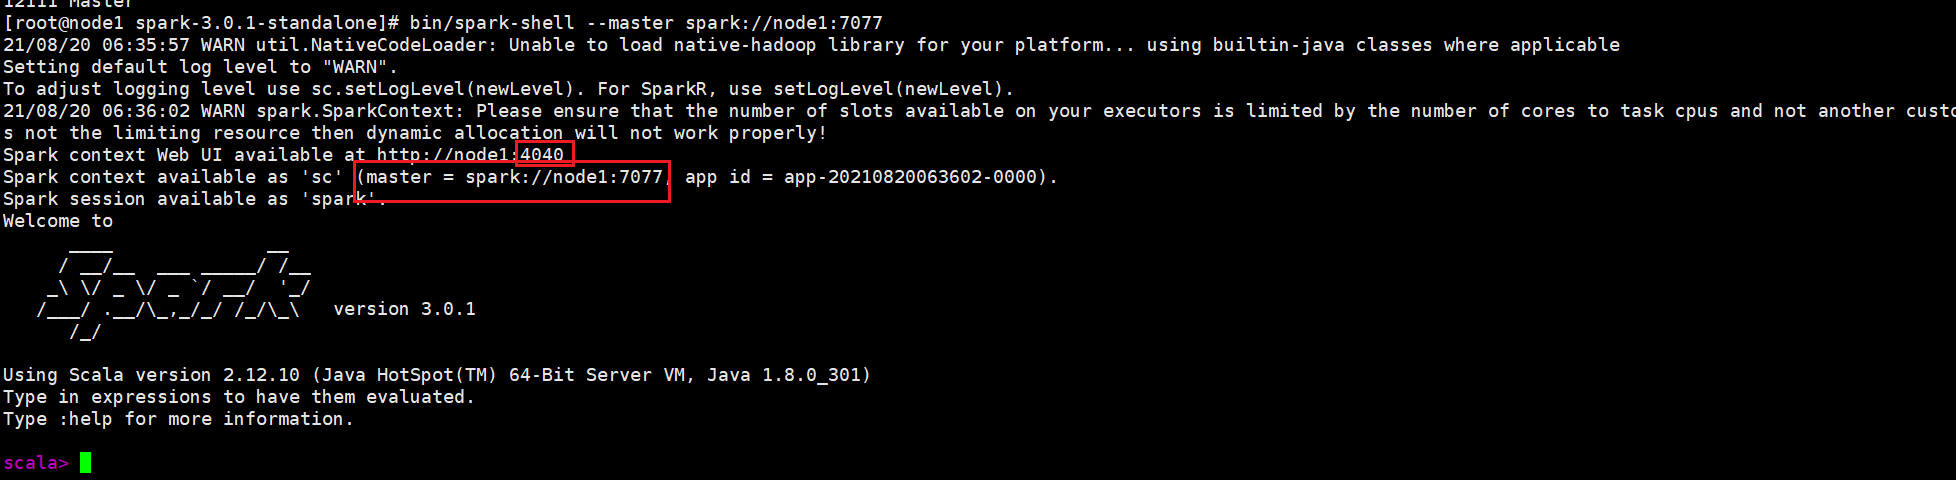 12111 Master
[root@node1 spark-3.0.1-standalone]# bin/spark-shell --master spark://node1:7077
21/08/20 06:35:57 WARN util.NativeCodeLoader: Unable to load native-hadoop library for your platform... using builtin-java classes where applicable
Setting default log level to "WARN".
To adjust logging level use sc.setLogLevel(newLevel). For SparkR, use setLogLevel(newLevel).
21/08/20 06:36:02 WARN spark.SparkContext: Please ensure that the number of slots available on your executors is limited by the number of cores to task cpus and not another custo
s not the limiting resource then dynamic allocation will not work properly!
Spark context Web UI available at http://node1:4040
Spark context available as 'sc' (master = spark://node1:7077, app id = app-20210820063602-0000).
Spark session available as 'spark'.
Welcome to
      ____              __
     / __/__  ___ _____/ /__
    _\ \/ _ \/ _ `/ __/  '_/
   /___/ .__/\_,_/_/ /_/\_\   version 3.0.1
      /_/
Using Scala version 2.12.10 (Java HotSpot(TM) 64-Bit Server VM, Java 1.8.0_301)
Type in expressions to have them evaluated.
Type :help for more information.
scala>